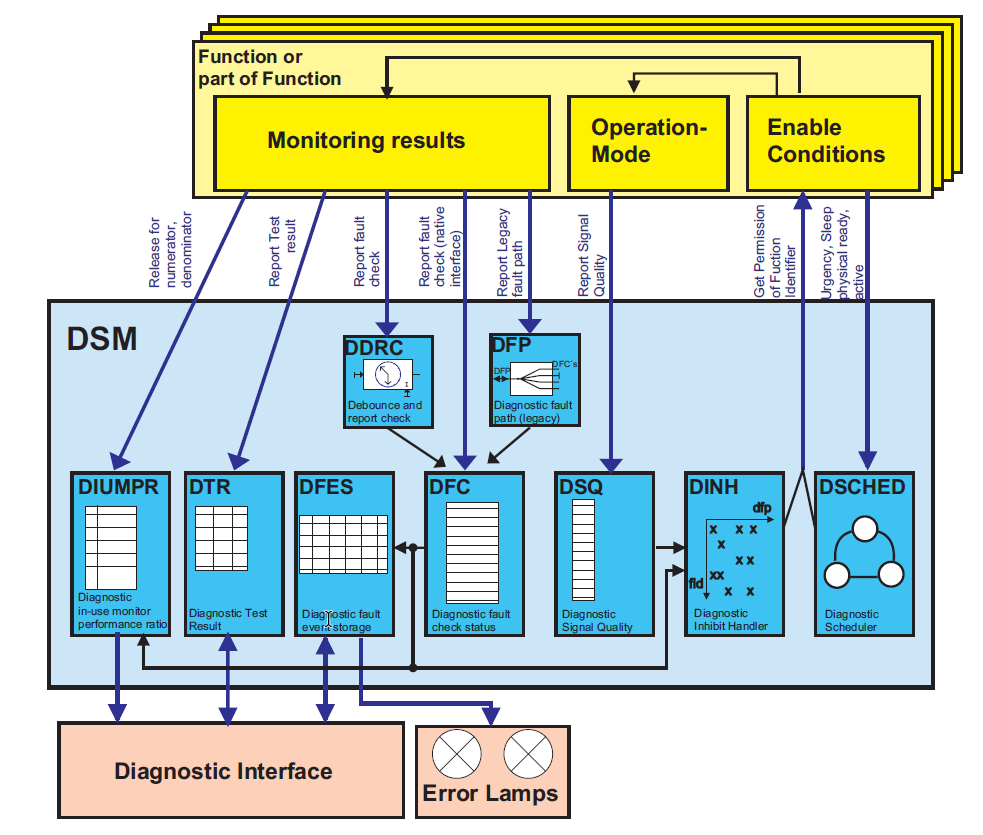 Function or
part of Function
Monitoring results
Operation-
Mode
Enable
Conditions
Release for
numerator,
denominator
Report Test
result
Report fault
check
Report fault
check (native
interface)
Report Legacy
fault path
Report Signal
Quality
Get Permission
of Fuction
Identifier
Urgency, Sleep
physical ready,
active
DSM
DDRC
I
Debounce and
report check
DFP
DFP
DFC´s
Diagnostic fault
path (legacy)
DIUMPR
Diagnostic
in-use monitor
performance ratio
DTR
Diagnostic Test
Result
DFES
Diagnostic fault
event storage
DFC
Diagnostic fault
check status
DSQ
Diagnostic
Signal Quality
DINH
dfp
x x x
x
x x
xx
fid
x x
Diagnostic
Inhibit Handler
DSCHED
Diagnostic
Scheduler
Diagnostic Interface
Error Lamps